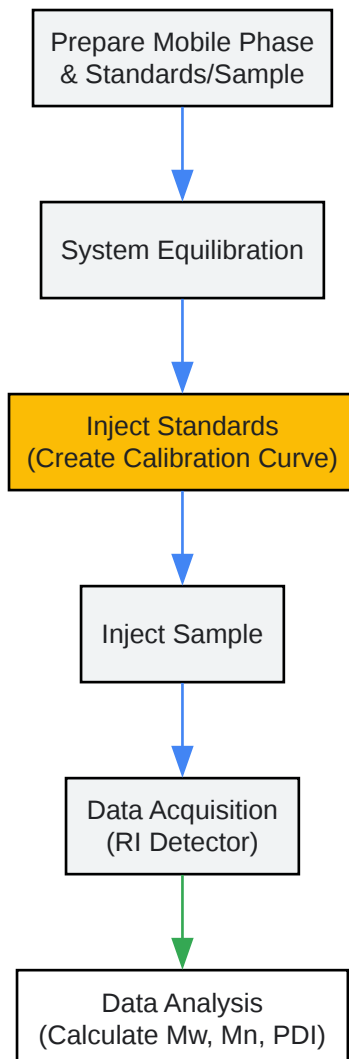 Prepare Mobile Phase
& Standards/Sample
System Equilibration
Inject Standards
(Create Calibration Curve)
Inject Sample
Data Acquisition
(RI Detector)
Data Analysis
(Calculate Mw, Mn, PDI)